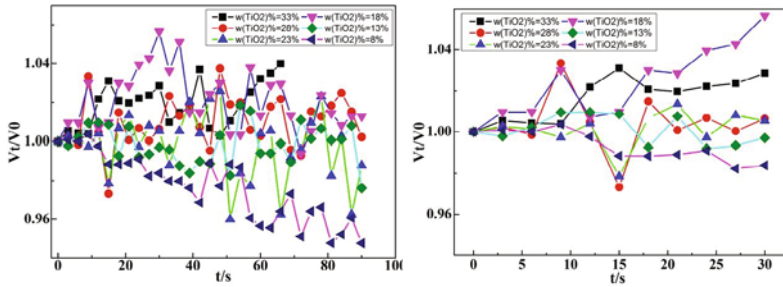 w(TiO2)%=33% w(TiO2)%=18%
w(TiO2)%=28% w(TiO2)%=13%
w(TiO2)%=23% w(TiO2)%=8%
Vt/V0
1.04
1.00
0.96
0 20 40 60 80 100
t/s
w(TiO2)%=33% w(TiO2)%=18%
w(TiO2)%=28% w(TiO2)%=13%
w(TiO2)%=23% w(TiO2)%=8%
Vt/V0
1.04
1.00
0.96
0 5 10 15 20 25 30
t/s